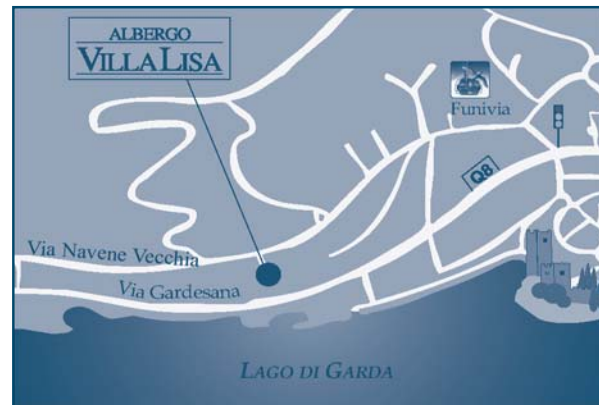 ALBERGO
VILLA LISA
Funivia
Q8
Via Navene Vecchia
Via Gardesana
LAGO DI GARDA